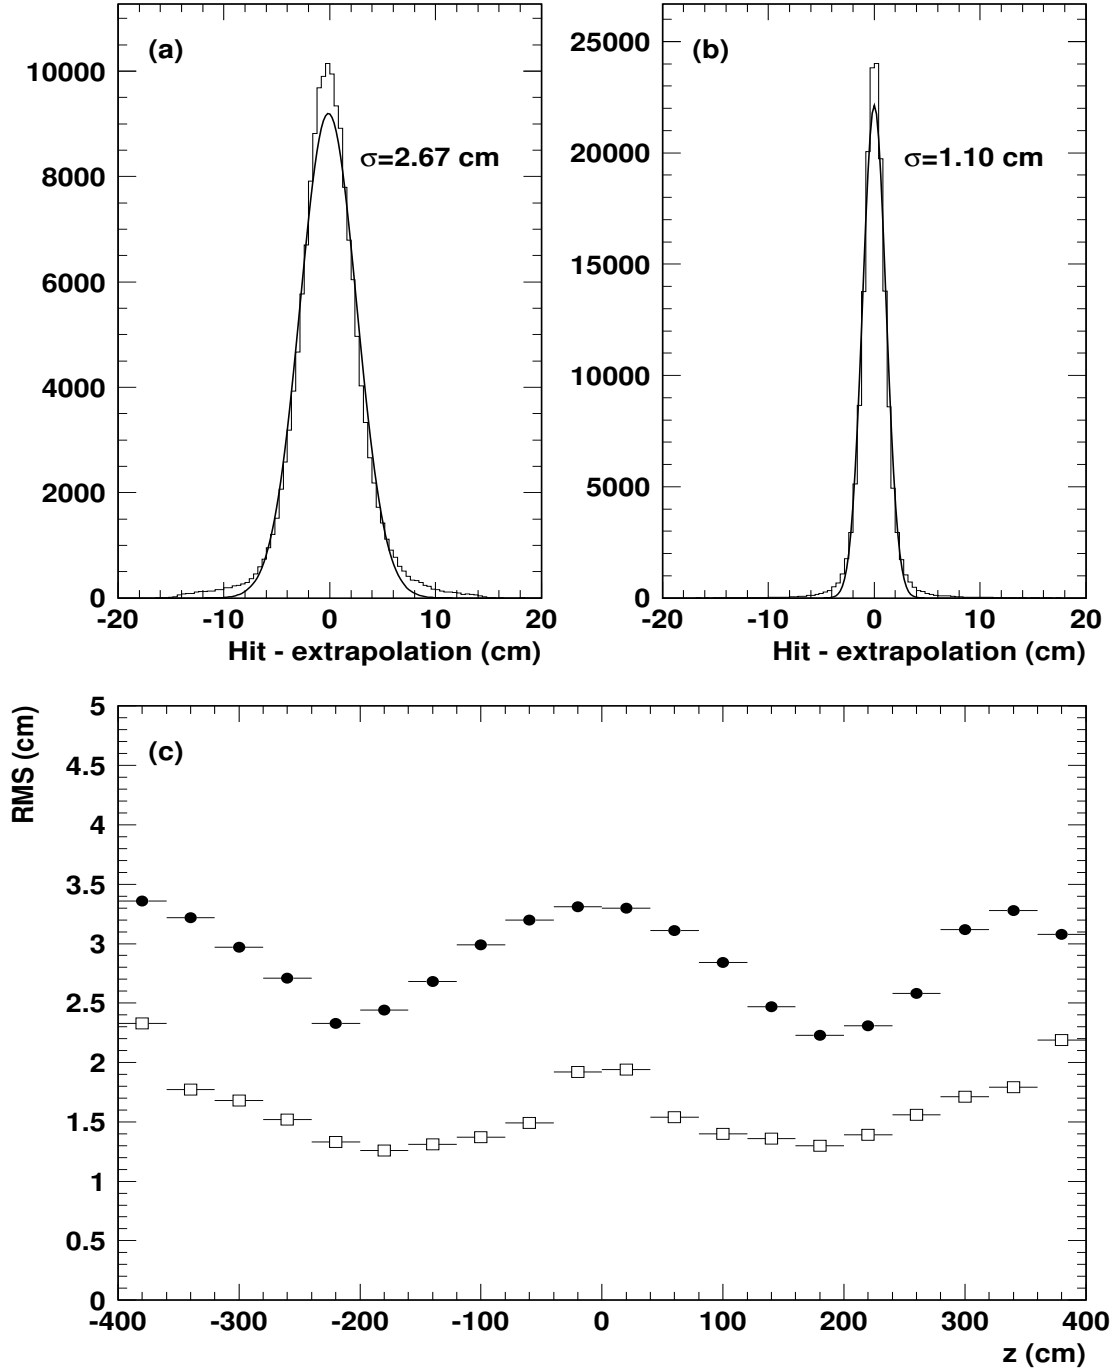 (a)
10000
8000
6000
4000
2000
0
σ=2.67 cm
-20 -10 0 10 20
Hit - extrapolation (cm)
(b)
25000
20000
15000
10000
5000
0
σ=1.10 cm
-20 -10 0 10 20
Hit - extrapolation (cm)
RMS (cm)
(c)
5
4.5
4
3.5
3
2.5
2
1.5
1
0.5
0
-400 -300 -200 -100 0 100 200 300 400
z (cm)